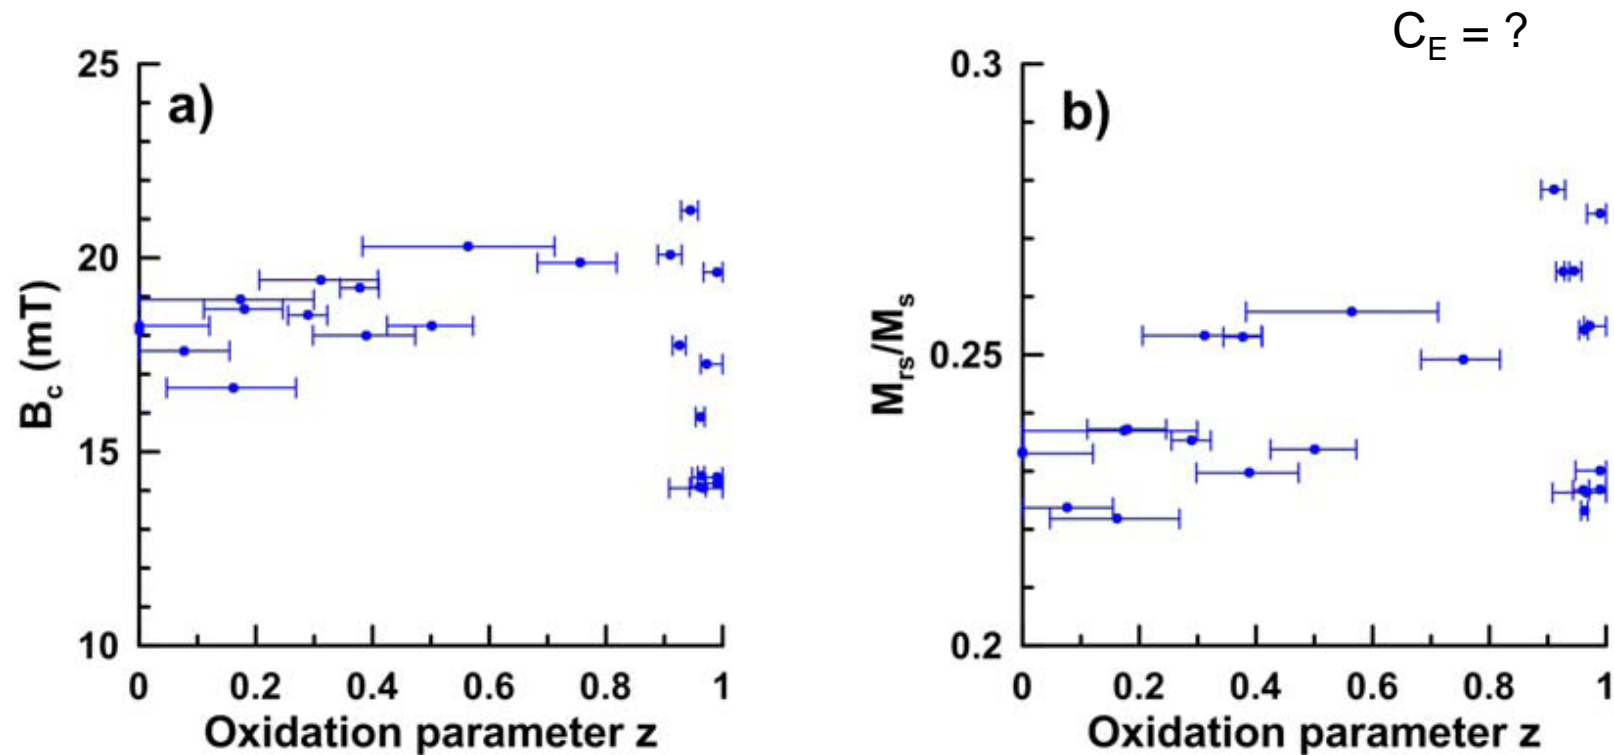 C_E = ?
a)
25
20
15
10
B_c (mT)
0 0.2 0.4 0.6 0.8 1
Oxidation parameter z
b)
0.3
0.25
0.2
M_rs/M_s
0 0.2 0.4 0.6 0.8 1
Oxidation parameter z